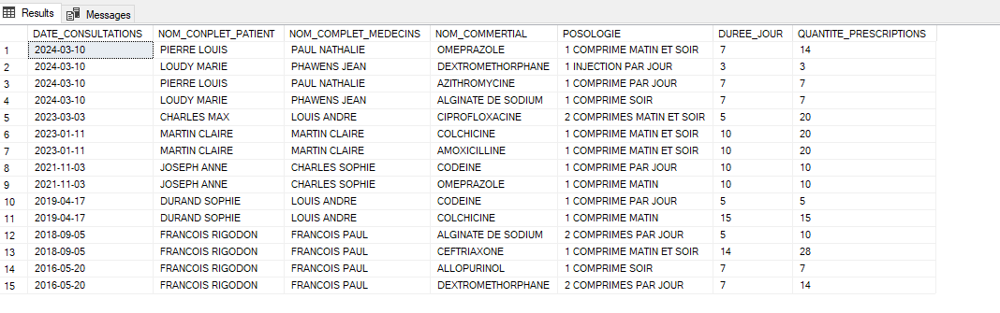 Results Messages
DATE_CONSULTATIONS NOM_CONPLET_PATIENT NOM_COMPLET_MEDECINS NOM_COMMERTIAL POSOLOGIE DUREE_JOUR QUANTITE_PRESCRIPTIONS
1 2024-03-10 PIERRE LOUIS PAUL NATHALIE OMEPRAZOLE 1 COMPRIME MATIN ET SOIR 7 14
2 2024-03-10 LOUDY MARIE PHAWENS JEAN DEXTROMETHORPHANE 1 INJECTION PAR JOUR 3 3
3 2024-03-10 PIERRE LOUIS PAUL NATHALIE AZITHROMYCINE 1 COMPRIME PAR JOUR 7 7
4 2024-03-10 LOUDY MARIE PHAWENS JEAN ALGINATE DE SODIUM 1 COMPRIME SOIR 7 7
5 2023-03-03 CHARLES MAX LOUIS ANDRE CIPROFLOXACINE 2 COMPRIMES MATIN ET SOIR 5 20
6 2023-01-11 MARTIN CLAIRE MARTIN CLAIRE COLCHICINE 1 COMPRIME MATIN ET SOIR 10 20
7 2023-01-11 MARTIN CLAIRE MARTIN CLAIRE AMOXICILLINE 1 COMPRIME MATIN ET SOIR 10 20
8 2021-11-03 JOSEPH ANNE CHARLES SOPHIE CODEINE 1 COMPRIME PAR JOUR 10 10
9 2021-11-03 JOSEPH ANNE CHARLES SOPHIE OMEPRAZOLE 1 COMPRIME MATIN 10 10
10 2019-04-17 DURAND SOPHIE LOUIS ANDRE CODEINE 1 COMPRIME PAR JOUR 5 5
11 2019-04-17 DURAND SOPHIE LOUIS ANDRE COLCHICINE 1 COMPRIME MATIN 15 15
12 2018-09-05 FRANCOIS RIGODON FRANCOIS PAUL ALGINATE DE SODIUM 2 COMPRIMES PAR JOUR 5 10
13 2018-09-05 FRANCOIS RIGODON FRANCOIS PAUL CEFTRIAXONE 1 COMPRIME MATIN ET SOIR 14 28
14 2016-05-20 FRANCOIS RIGODON FRANCOIS PAUL ALLOPURINOL 1 COMPRIME SOIR 7 7
15 2016-05-20 FRANCOIS RIGODON FRANCOIS PAUL DEXTROMETHORPHANE 2 COMPRIMES PAR JOUR 7 14